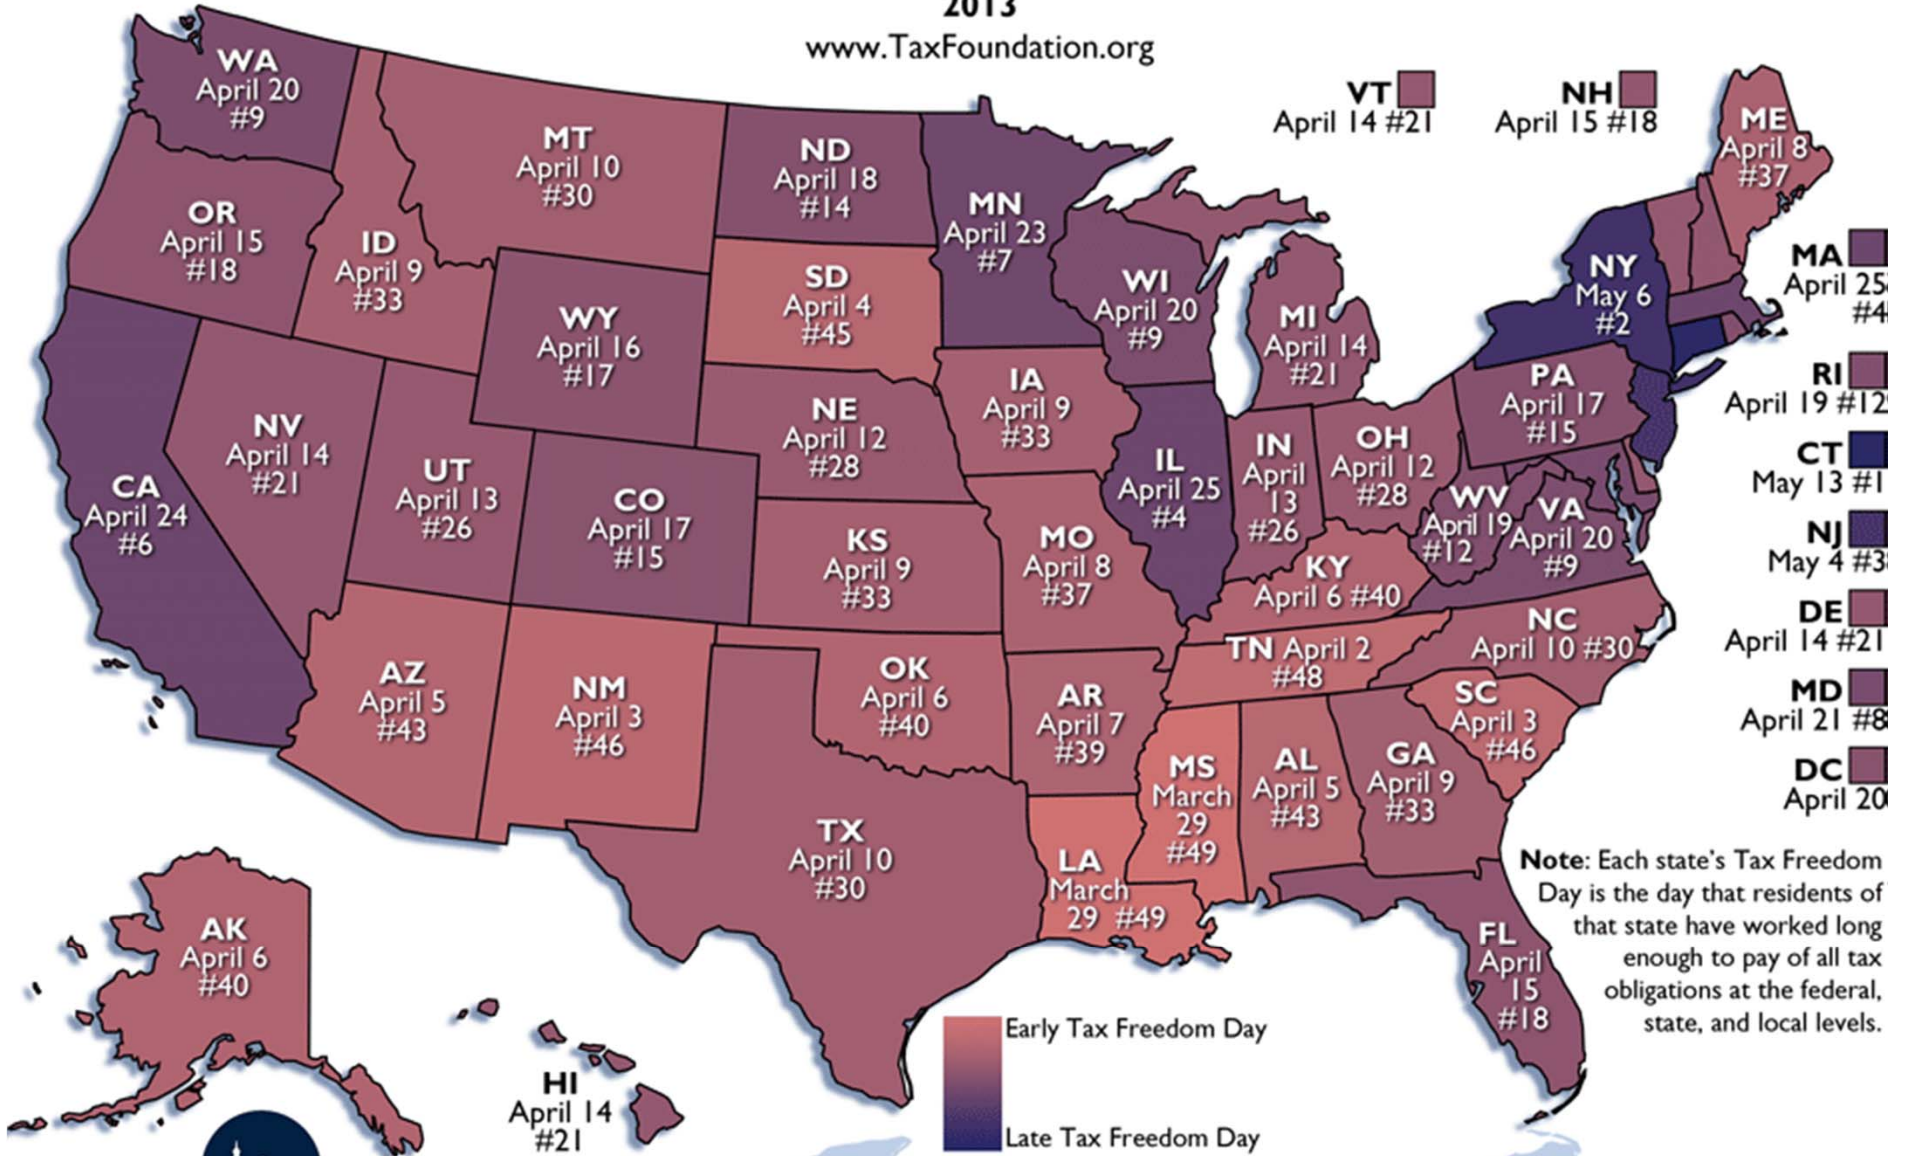 2013
www.TaxFoundation.org
WA
April 20
#9
OR
April 15
#18
CA
April 24
#6
ID
April 9
#33
NV
April 14
#21
MT
April 10
#30
WY
April 16
#17
UT
April 13
#26
CO
April 17
#15
AZ
April 5
#43
NM
April 3
#46
ND
April 18
#14
SD
April 4
#45
NE
April 12
#28
KS
April 9
#33
OK
April 6
#40
TX
April 10
#30
MN
April 23
#7
IA
April 9
#33
MO
April 8
#37
AR
April 7
#39
LA
March
29 #49
WI
April 20
#9
IL
April 25
#4
MI
April 14
#21
IN
April
13
#26
OH
April 12
#28
KY
April 6 #40
TN April 2
#48
MS
March
29
#49
AL
April 5
#43
GA
April 9
#33
FL
April
15
#18
SC
April 3
#46
NC
April 10 #30
WV
April 19
#12
VA
April 20
#9
PA
April 17
#15
NY
May 6
#2
VT
April 14 #21
NH
April 15 #18
ME
April 8
#37
MA
April 25
#4
RI
April 19 #12
CT
May 13 #1
NJ
May 4 #3
DE
April 14 #21
MD
April 21 #8
DC
April 20
AK
April 6
#40
HI
April 14
#21
Note: Each state's Tax Freedom
Day is the day that residents of
that state have worked long
enough to pay of all tax
obligations at the federal,
state, and local levels.
Early Tax Freedom Day
Late Tax Freedom Day